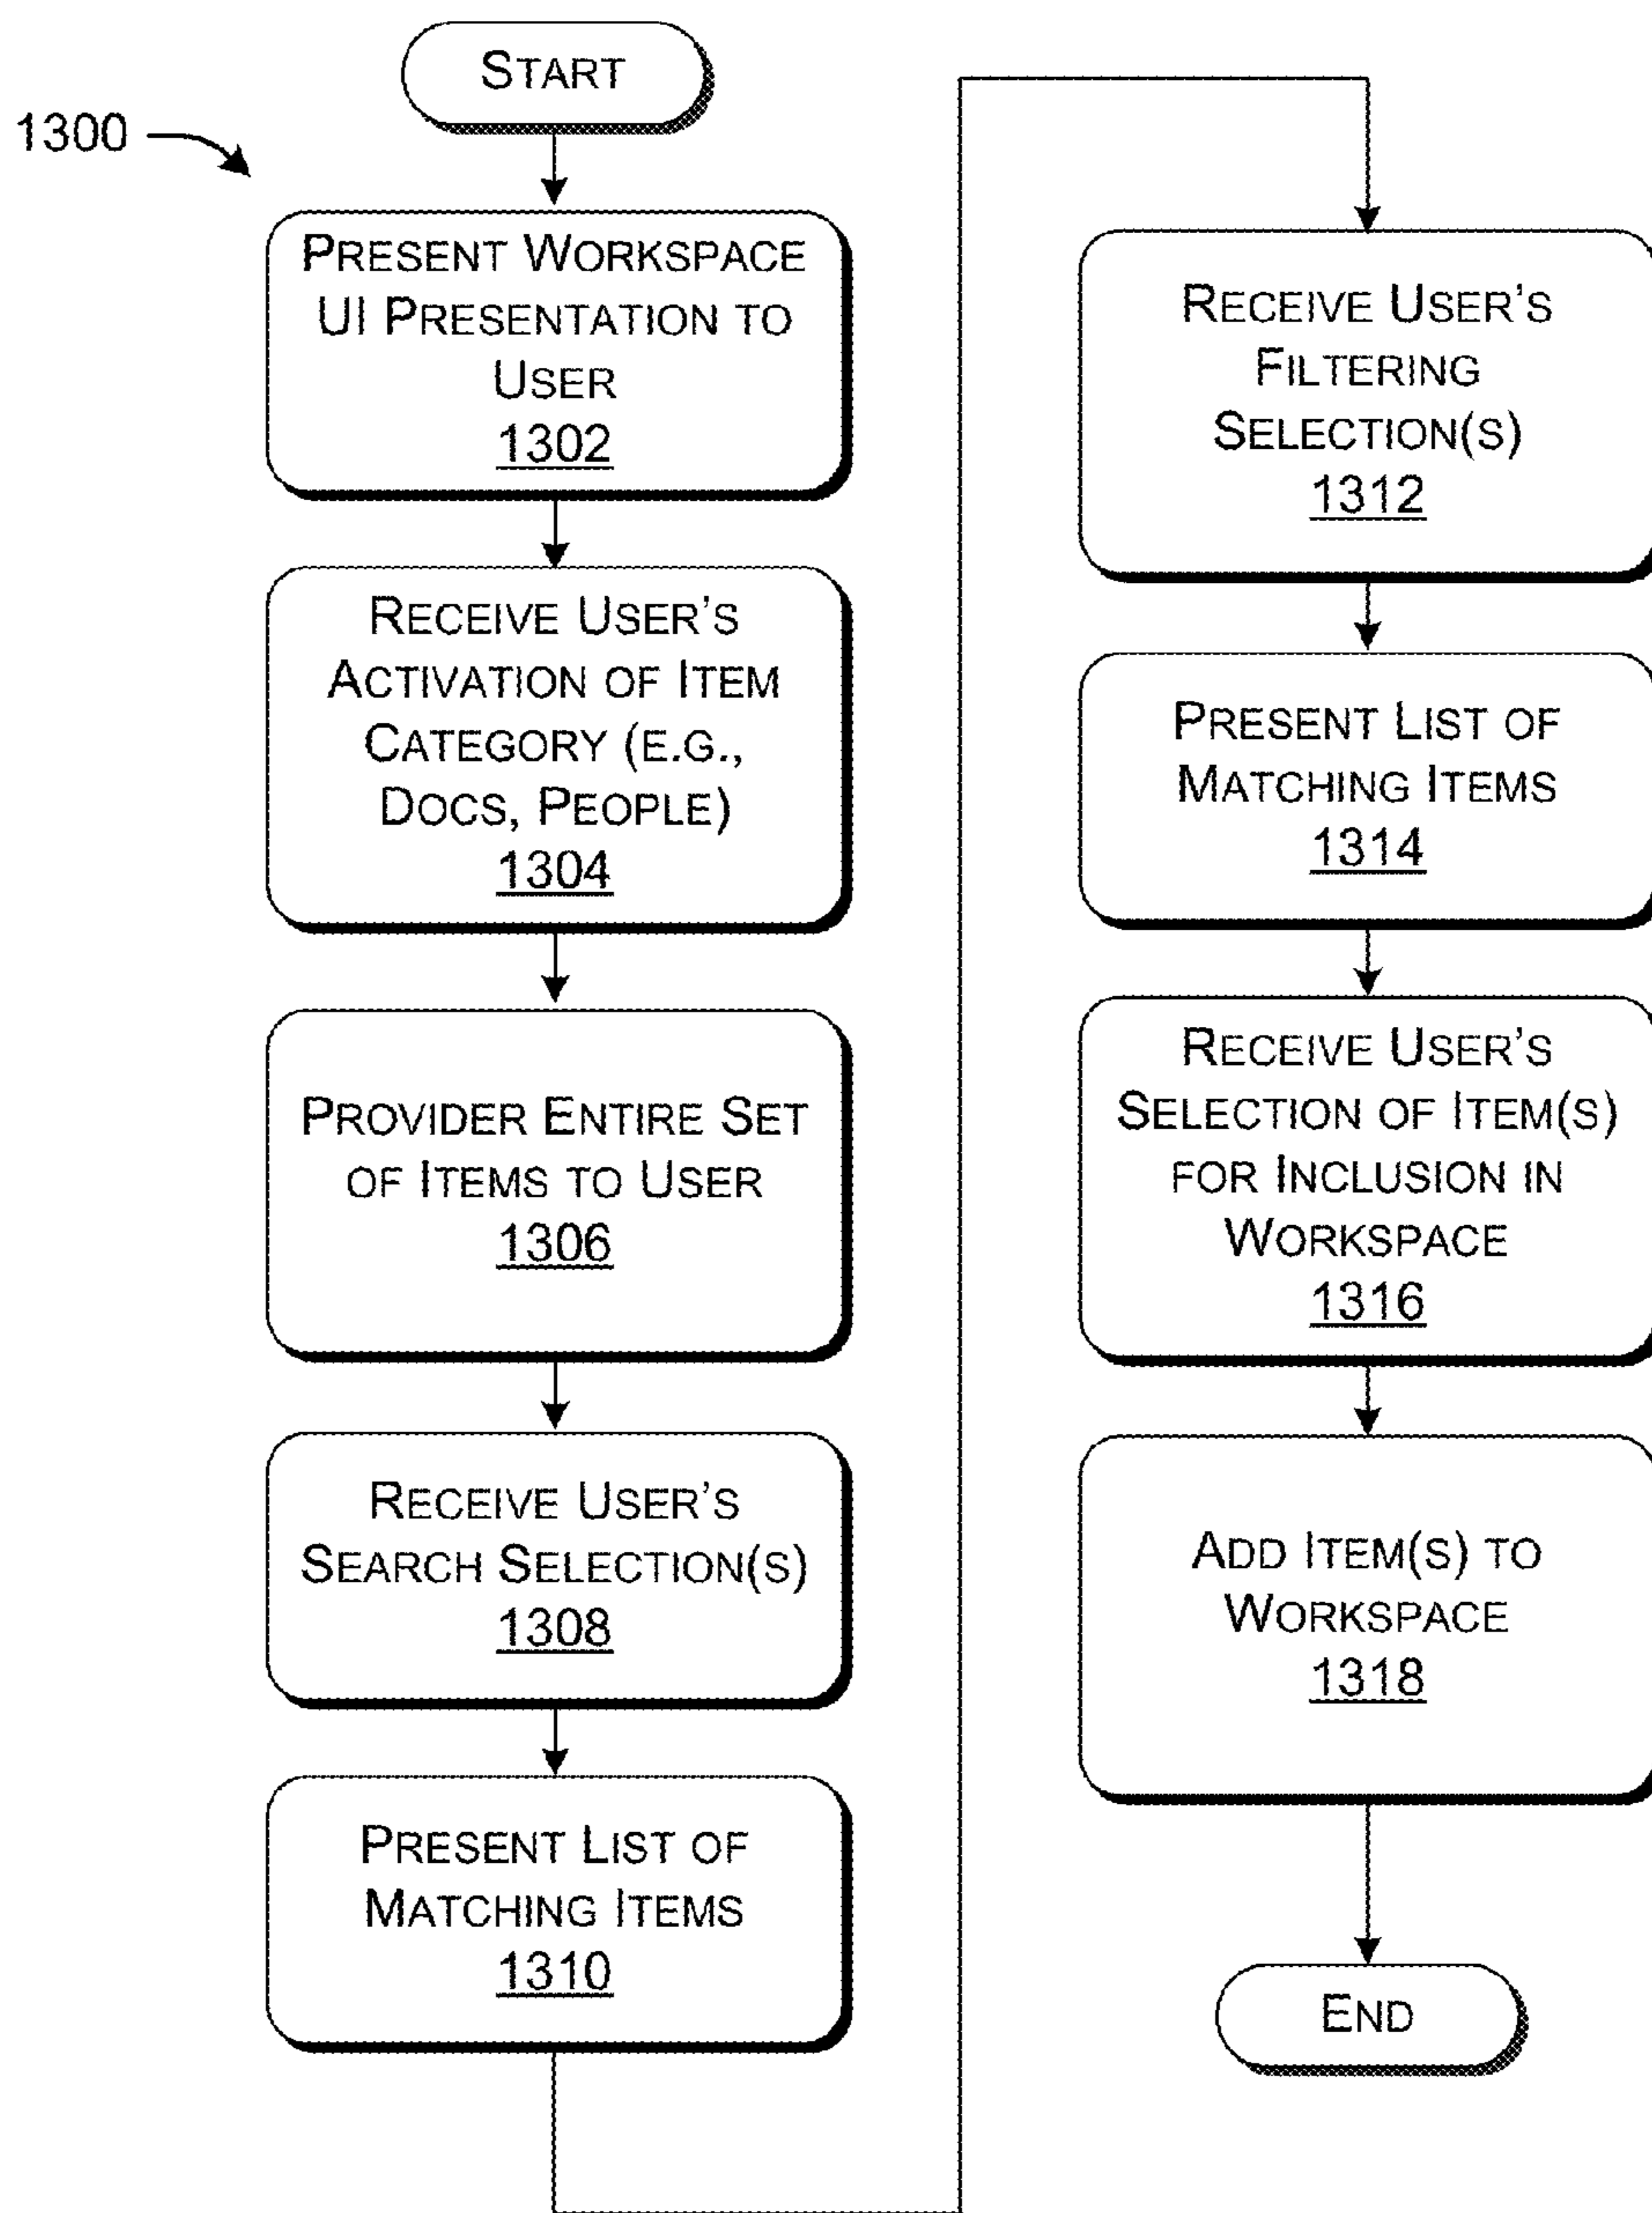 START
1300
PRESENT WORKSPACE
UI PRESENTATION TO
USER
1302
RECEIVE USER'S
ACTIVATION OF ITEM
CATEGORY (E.G.,
DOCS, PEOPLE)
1304
PROVIDER ENTIRE SET
OF ITEMS TO USER
1306
RECEIVE USER'S
SEARCH SELECTION(S)
1308
PRESENT LIST OF
MATCHING ITEMS
1310
RECEIVE USER'S
FILTERING
SELECTION(S)
1312
PRESENT LIST OF
MATCHING ITEMS
1314
RECEIVE USER'S
SELECTION OF ITEM(S)
FOR INCLUSION IN
WORKSPACE
1316
ADD ITEM(S) TO
WORKSPACE
1318
END